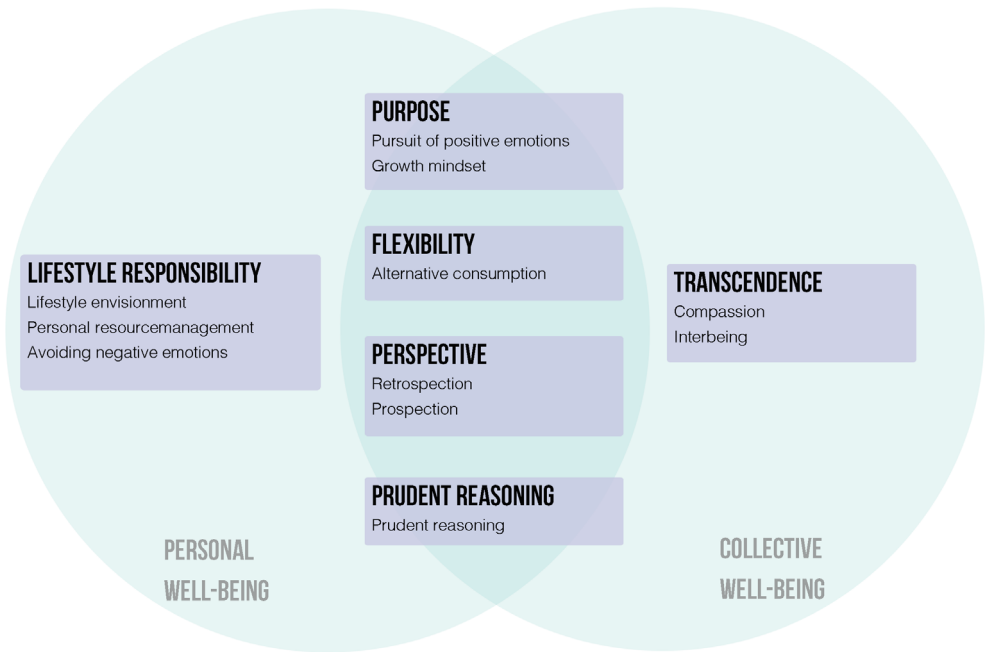 PURPOSE
Pursuit of positive emotions
Growth mindset
FLEXIBILITY
Alternative consumption
LIFESTYLE RESPONSIBILITY
Lifestyle envisionment
Personal resourcemanagement
Avoiding negative emotions
TRANSCENDENCE
Compassion
Interbeing
PERSPECTIVE
Retrospection
Prospection
PRUDENT REASONING
Prudent reasoning
PERSONAL
WELL-BEING
COLLECTIVE
WELL-BEING